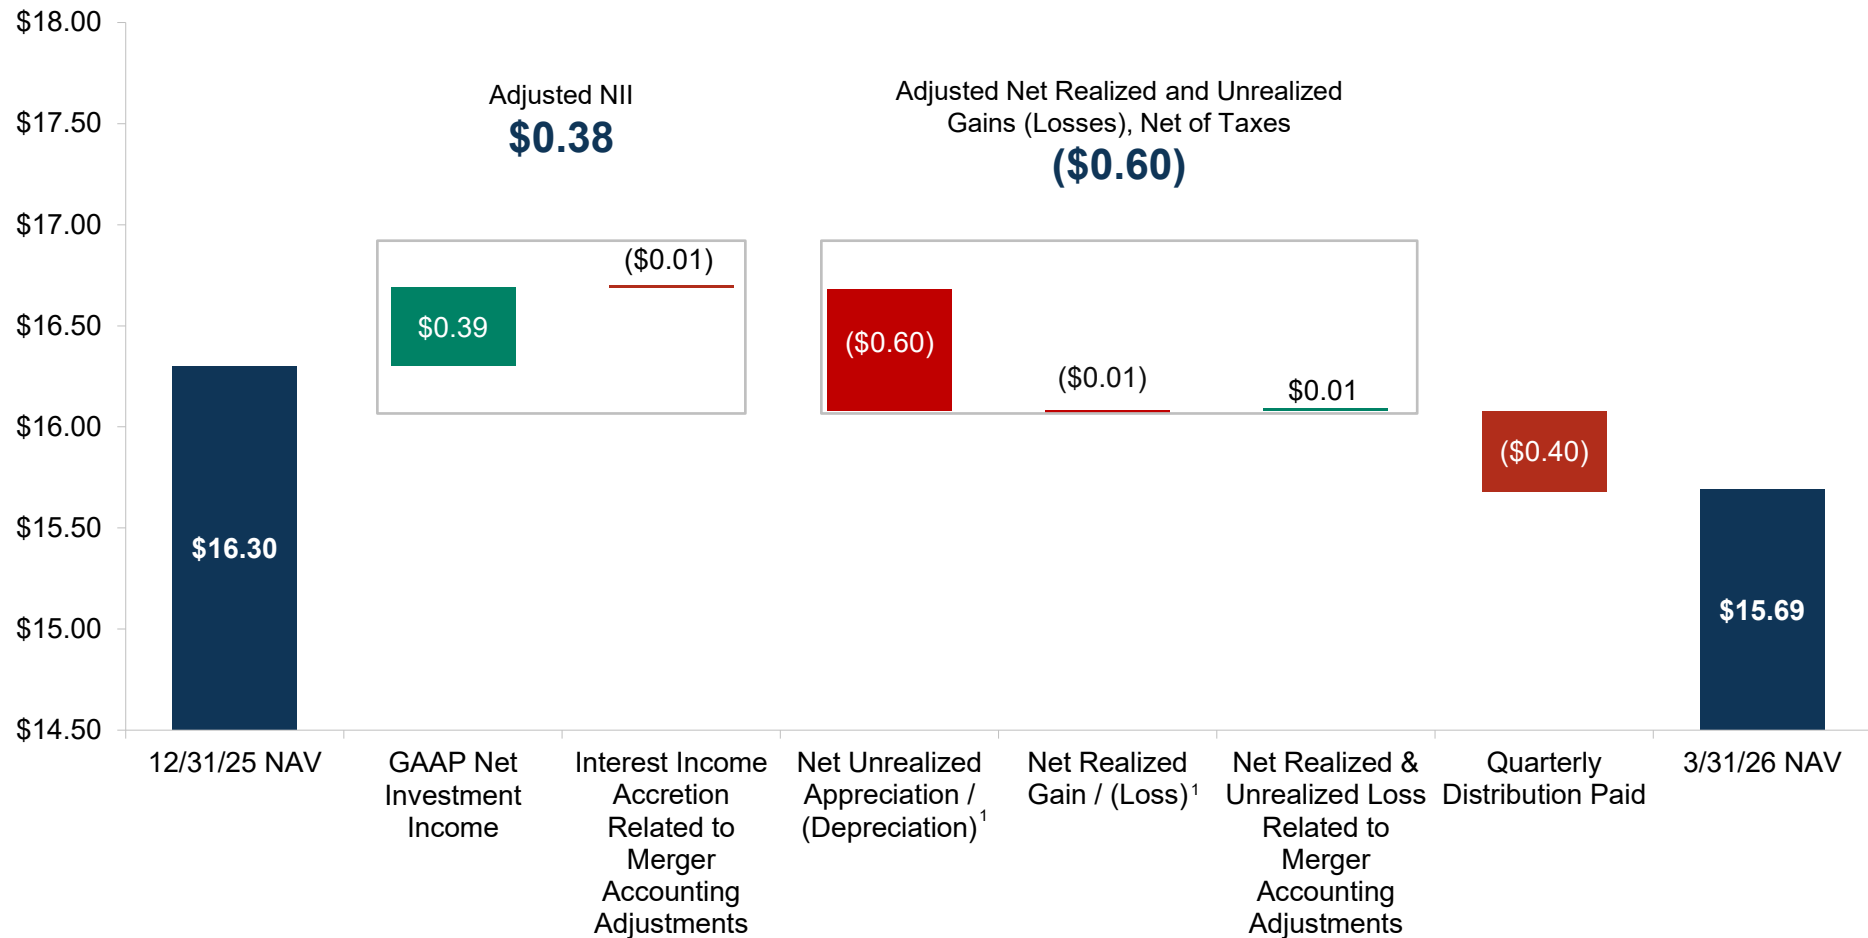 $18.00
$17.50
$17.00
$16.50
$16.00
$15.50
$15.00
$14.50
Adjusted NII
$0.38
Adjusted Net Realized and Unrealized
Gains (Losses), Net of Taxes
($0.60)
$16.30
$0.39
($0.01)
($0.60)
($0.01)
$0.01
($0.40)
$15.69
12/31/25 NAV
GAAP Net
Investment
Income
Interest Income
Accretion
Related to
Merger
Accounting
Adjustments
Net Unrealized
Appreciation /
(Depreciation)1
Net Realized
Gain / (Loss)1
Net Realized &
Unrealized Loss
Related to
Merger
Accounting
Adjustments
Quarterly
Distribution Paid
3/31/26 NAV